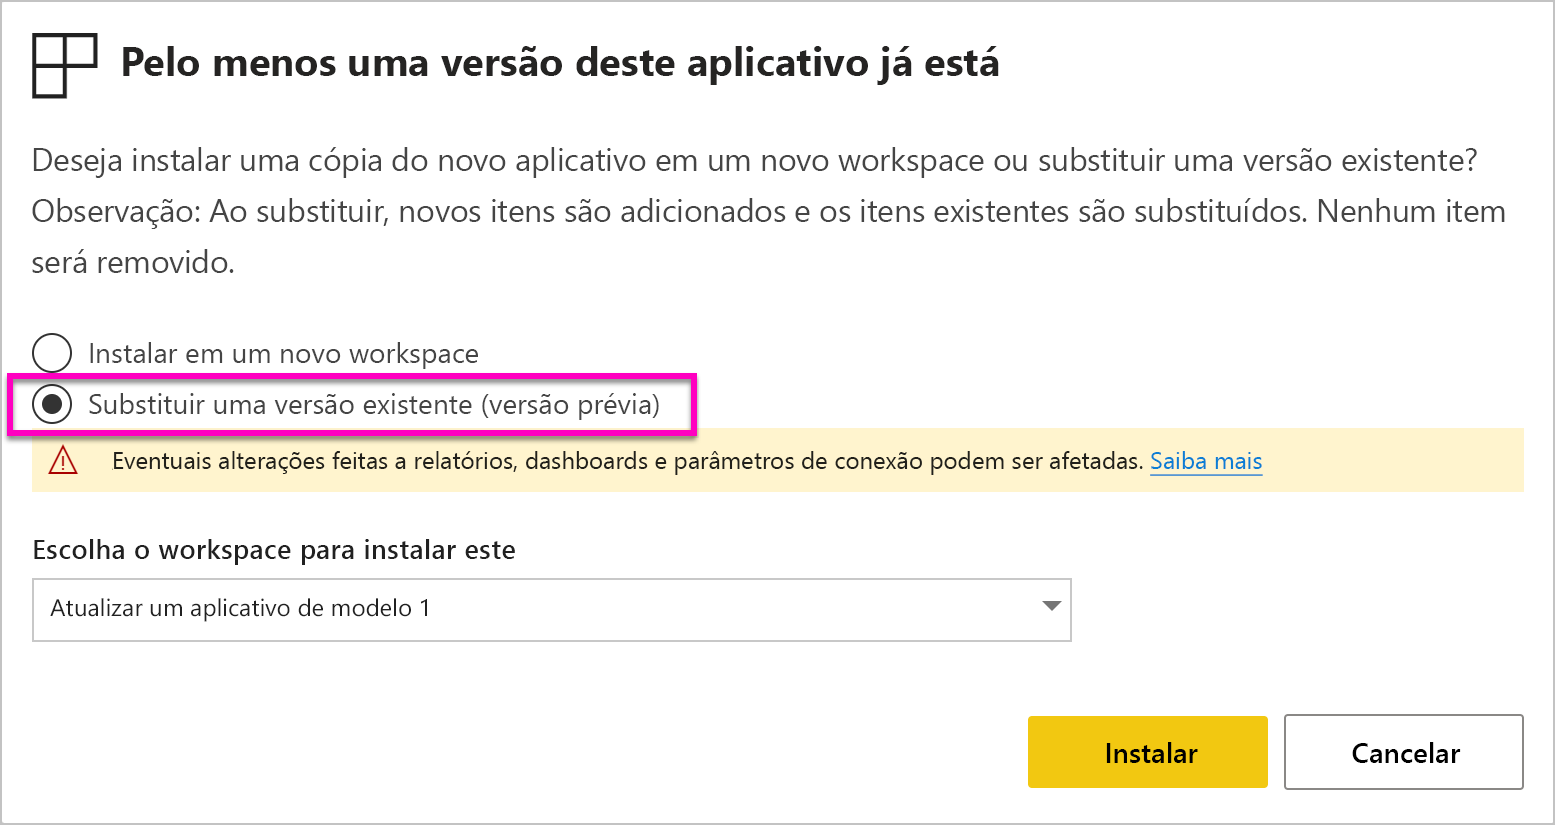 Pelo menos uma versão deste aplicativo já está
Deseja instalar uma cópia do novo aplicativo em um novo workspace ou substituir uma versão existente?
Observação: Ao substituir, novos itens são adicionados e os itens existentes são substituídos. Nenhum item
será removido.
Instalar em um novo workspace
Substituir uma versão existente (versão prévia)
Eventuais alterações feitas a relatórios, dashboards e parâmetros de conexão podem ser afetadas. Saiba mais
Escolha o workspace para instalar este
Atualizar um aplicativo de modelo 1
Instalar
Cancelar